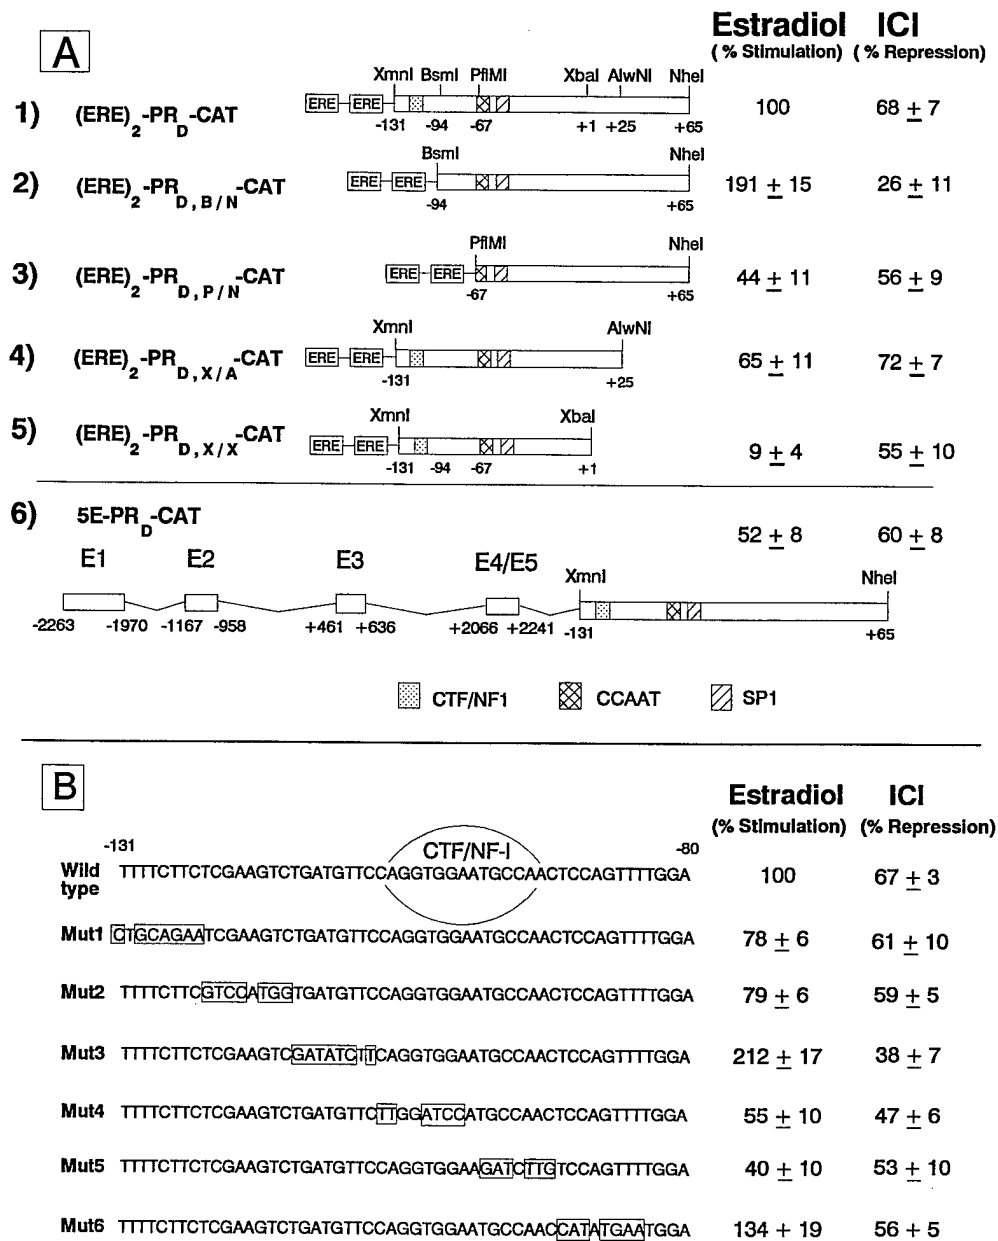 A
Estradiol ICI
( % Stimulation) ( % Repression)
XmnI BsmI PflMI XbaI AlwNI NheI
1) (ERE)2-PRD-CAT ERE ERE 100 68 ± 7
-131 -94 -67 +1 +25 +65
BsmI NheI
2) (ERE)2-PRD, B/N-CAT ERE ERE 191 ± 15 26 ± 11
-94 +65
PflMI NheI
3) (ERE)2-PRD, P/N-CAT ERE ERE 44 ± 11 56 ± 9
-67 +65
XmnI AlwNI
4) (ERE)2-PRD, X/A-CAT ERE ERE 65 ± 11 72 ± 7
-131 +25
XmnI XbaI
5) (ERE)2-PRD, X/X-CAT ERE ERE 9 ± 4 55 ± 10
-131 -94 -67 +1
6) 5E-PRD-CAT 52 ± 8 60 ± 8
E1 E2 E3 E4/E5 XmnI NheI
-2263 -1970 -1167 -958 +461 +636 +2066 +2241 -131 +65
CTF/NF1 CCAAT SP1
B
Estradiol ICI
(% Stimulation) (% Repression)
-131 CTF/NF-I -80
Wild type TTTTCTTCTCGAAGTCTGATGTTCCAGGTGGAATGCCAACTCCAGTTTTGGA 100 67 ± 3
Mut1 CTGCAGAATCGAAGTCTGATGTTCCAGGTGGAATGCCAACTCCAGTTTTGGA 78 ± 6 61 ± 10
Mut2 TTTTCTTCGTCCATGGTGATGTTCCAGGTGGAATGCCAACTCCAGTTTTGGA 79 ± 6 59 ± 5
Mut3 TTTTCTTCTCGAAGTCGATATCTTCAGGTGGAATGCCAACTCCAGTTTTGGA 212 ± 17 38 ± 7
Mut4 TTTTCTTCTCGAAGTCTGATGTTCTTGGATCCATGCCAACTCCAGTTTTGGA 55 ± 10 47 ± 6
Mut5 TTTTCTTCTCGAAGTCTGATGTTCCAGGTGGAAGATCTTGTCCAGTTTTGGA 40 ± 10 53 ± 10
Mut6 TTTTCTTCTCGAAGTCTGATGTTCCAGGTGGAATGCCAACCATATGAATGGA 134 ± 19 56 ± 5